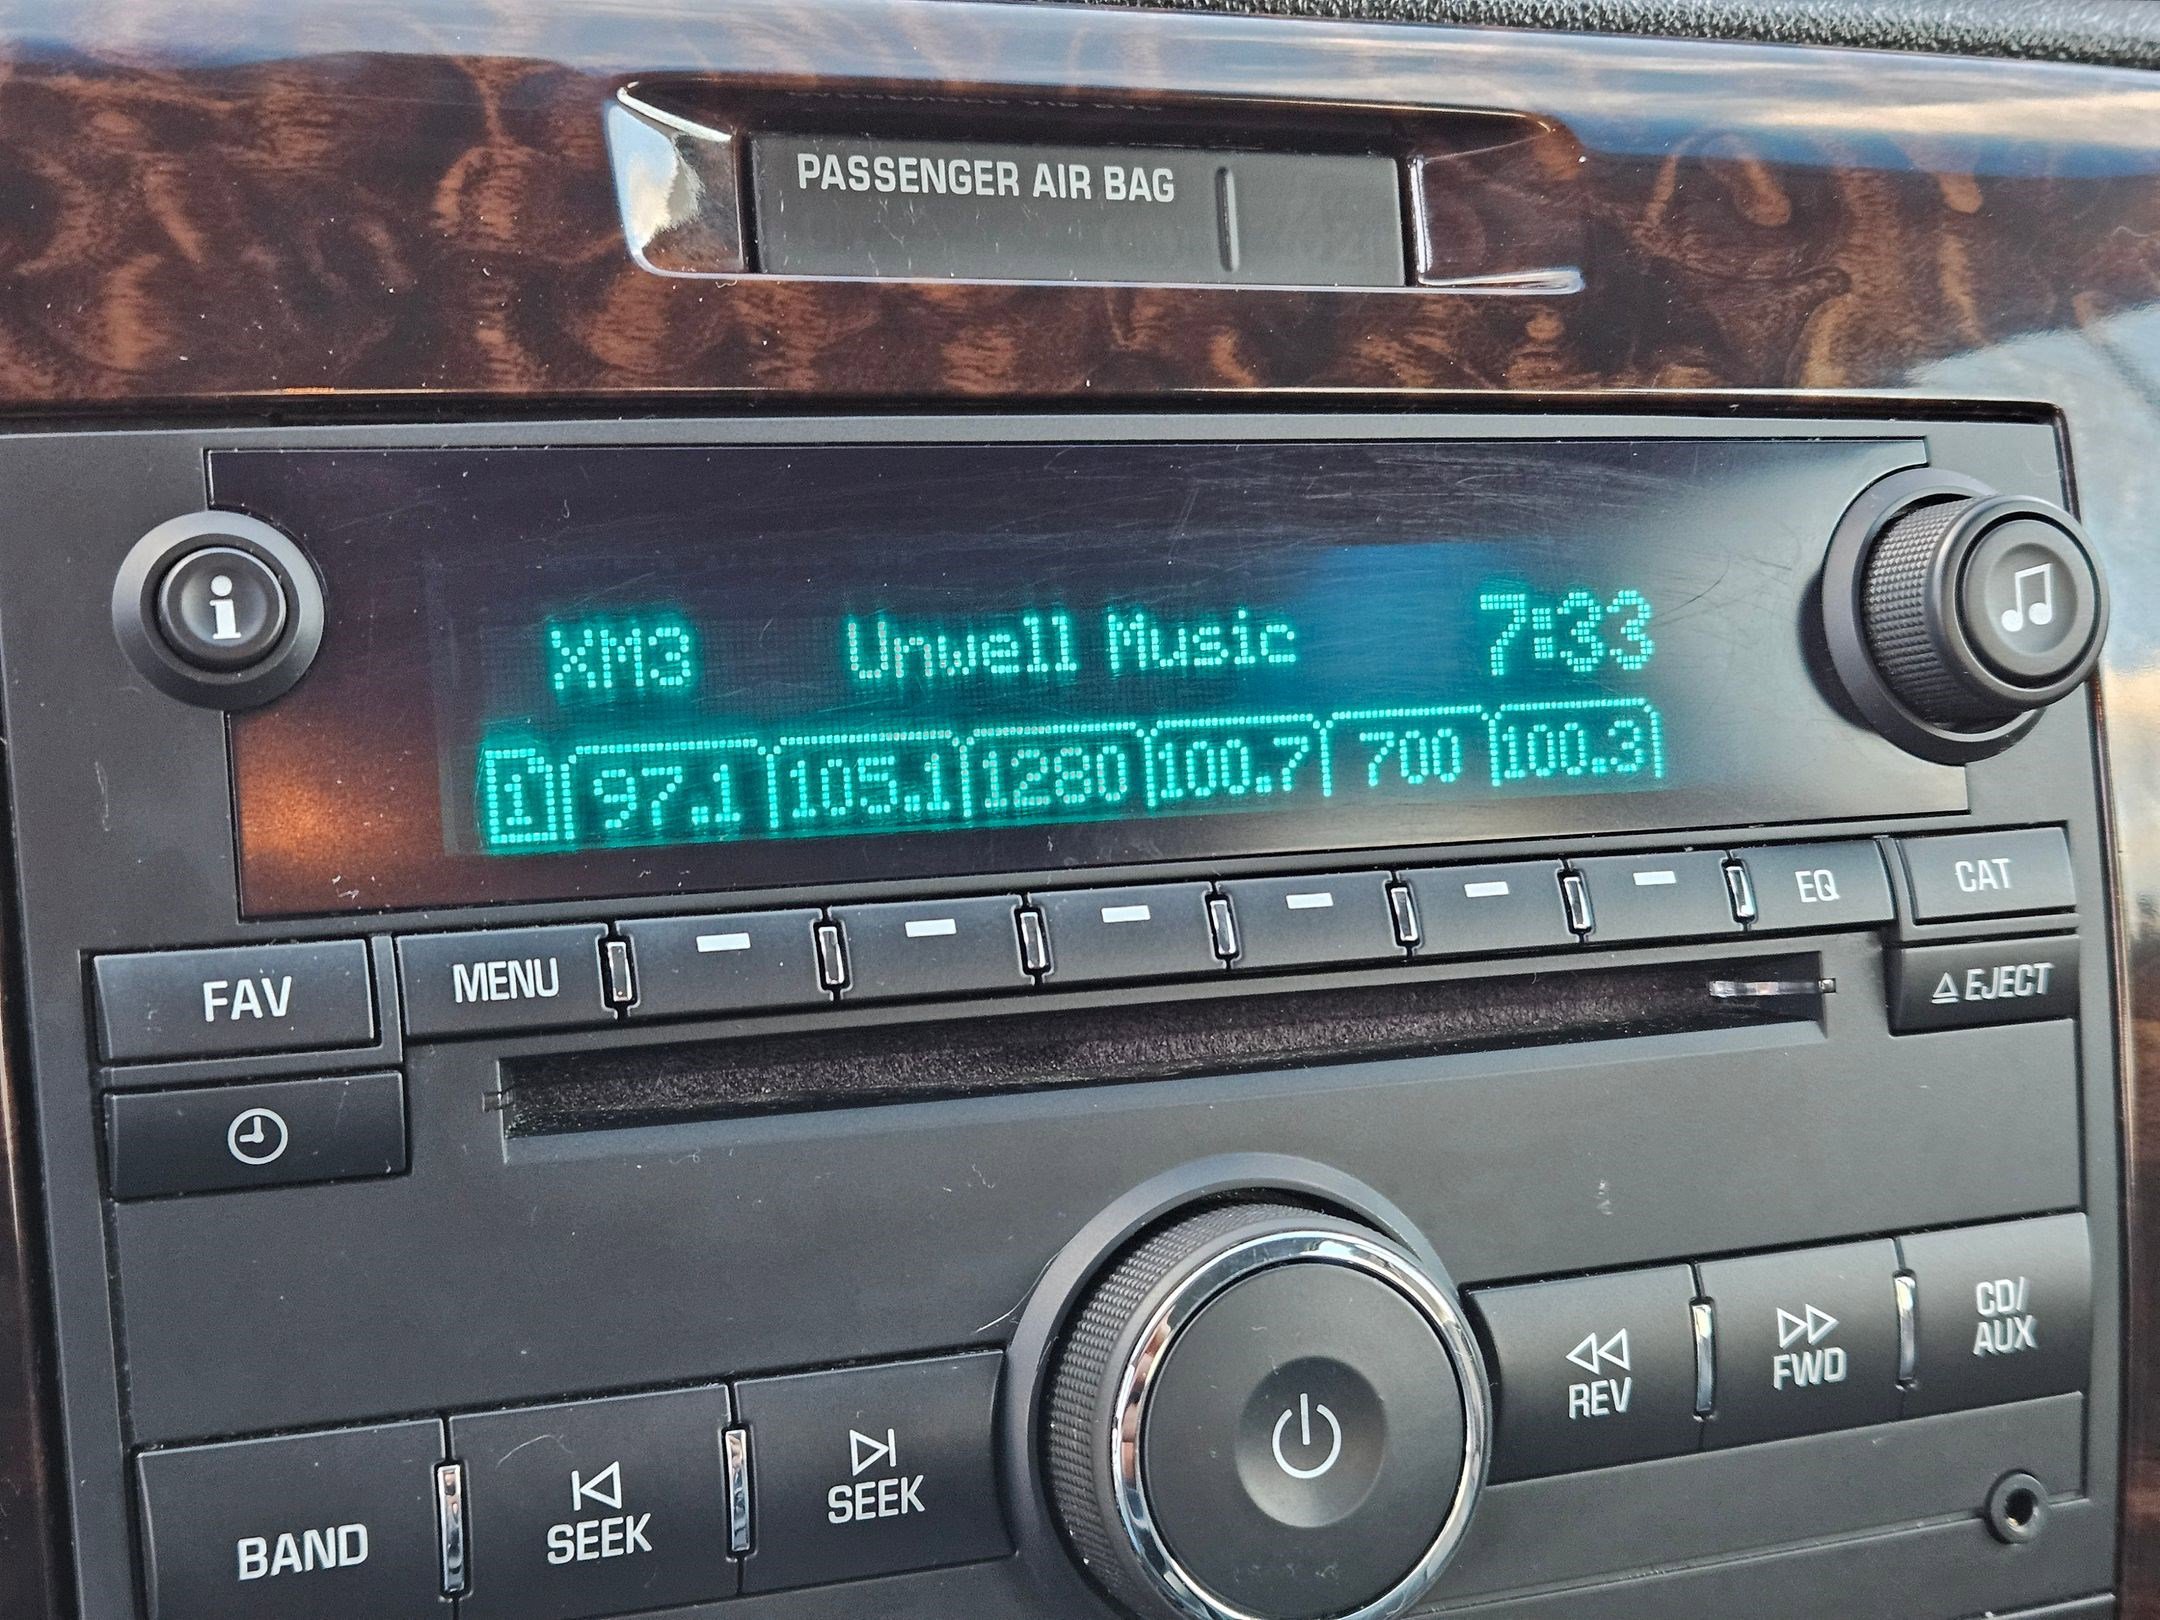 PASSENGER AIR BAG
XM3 Unwell Music 7:33
1 97.1 105.1 1280 100.7 700 100.3
i
EQ CAT
FAV MENU EJECT
CD/
AUX
REV FWD
BAND SEEK SEEK